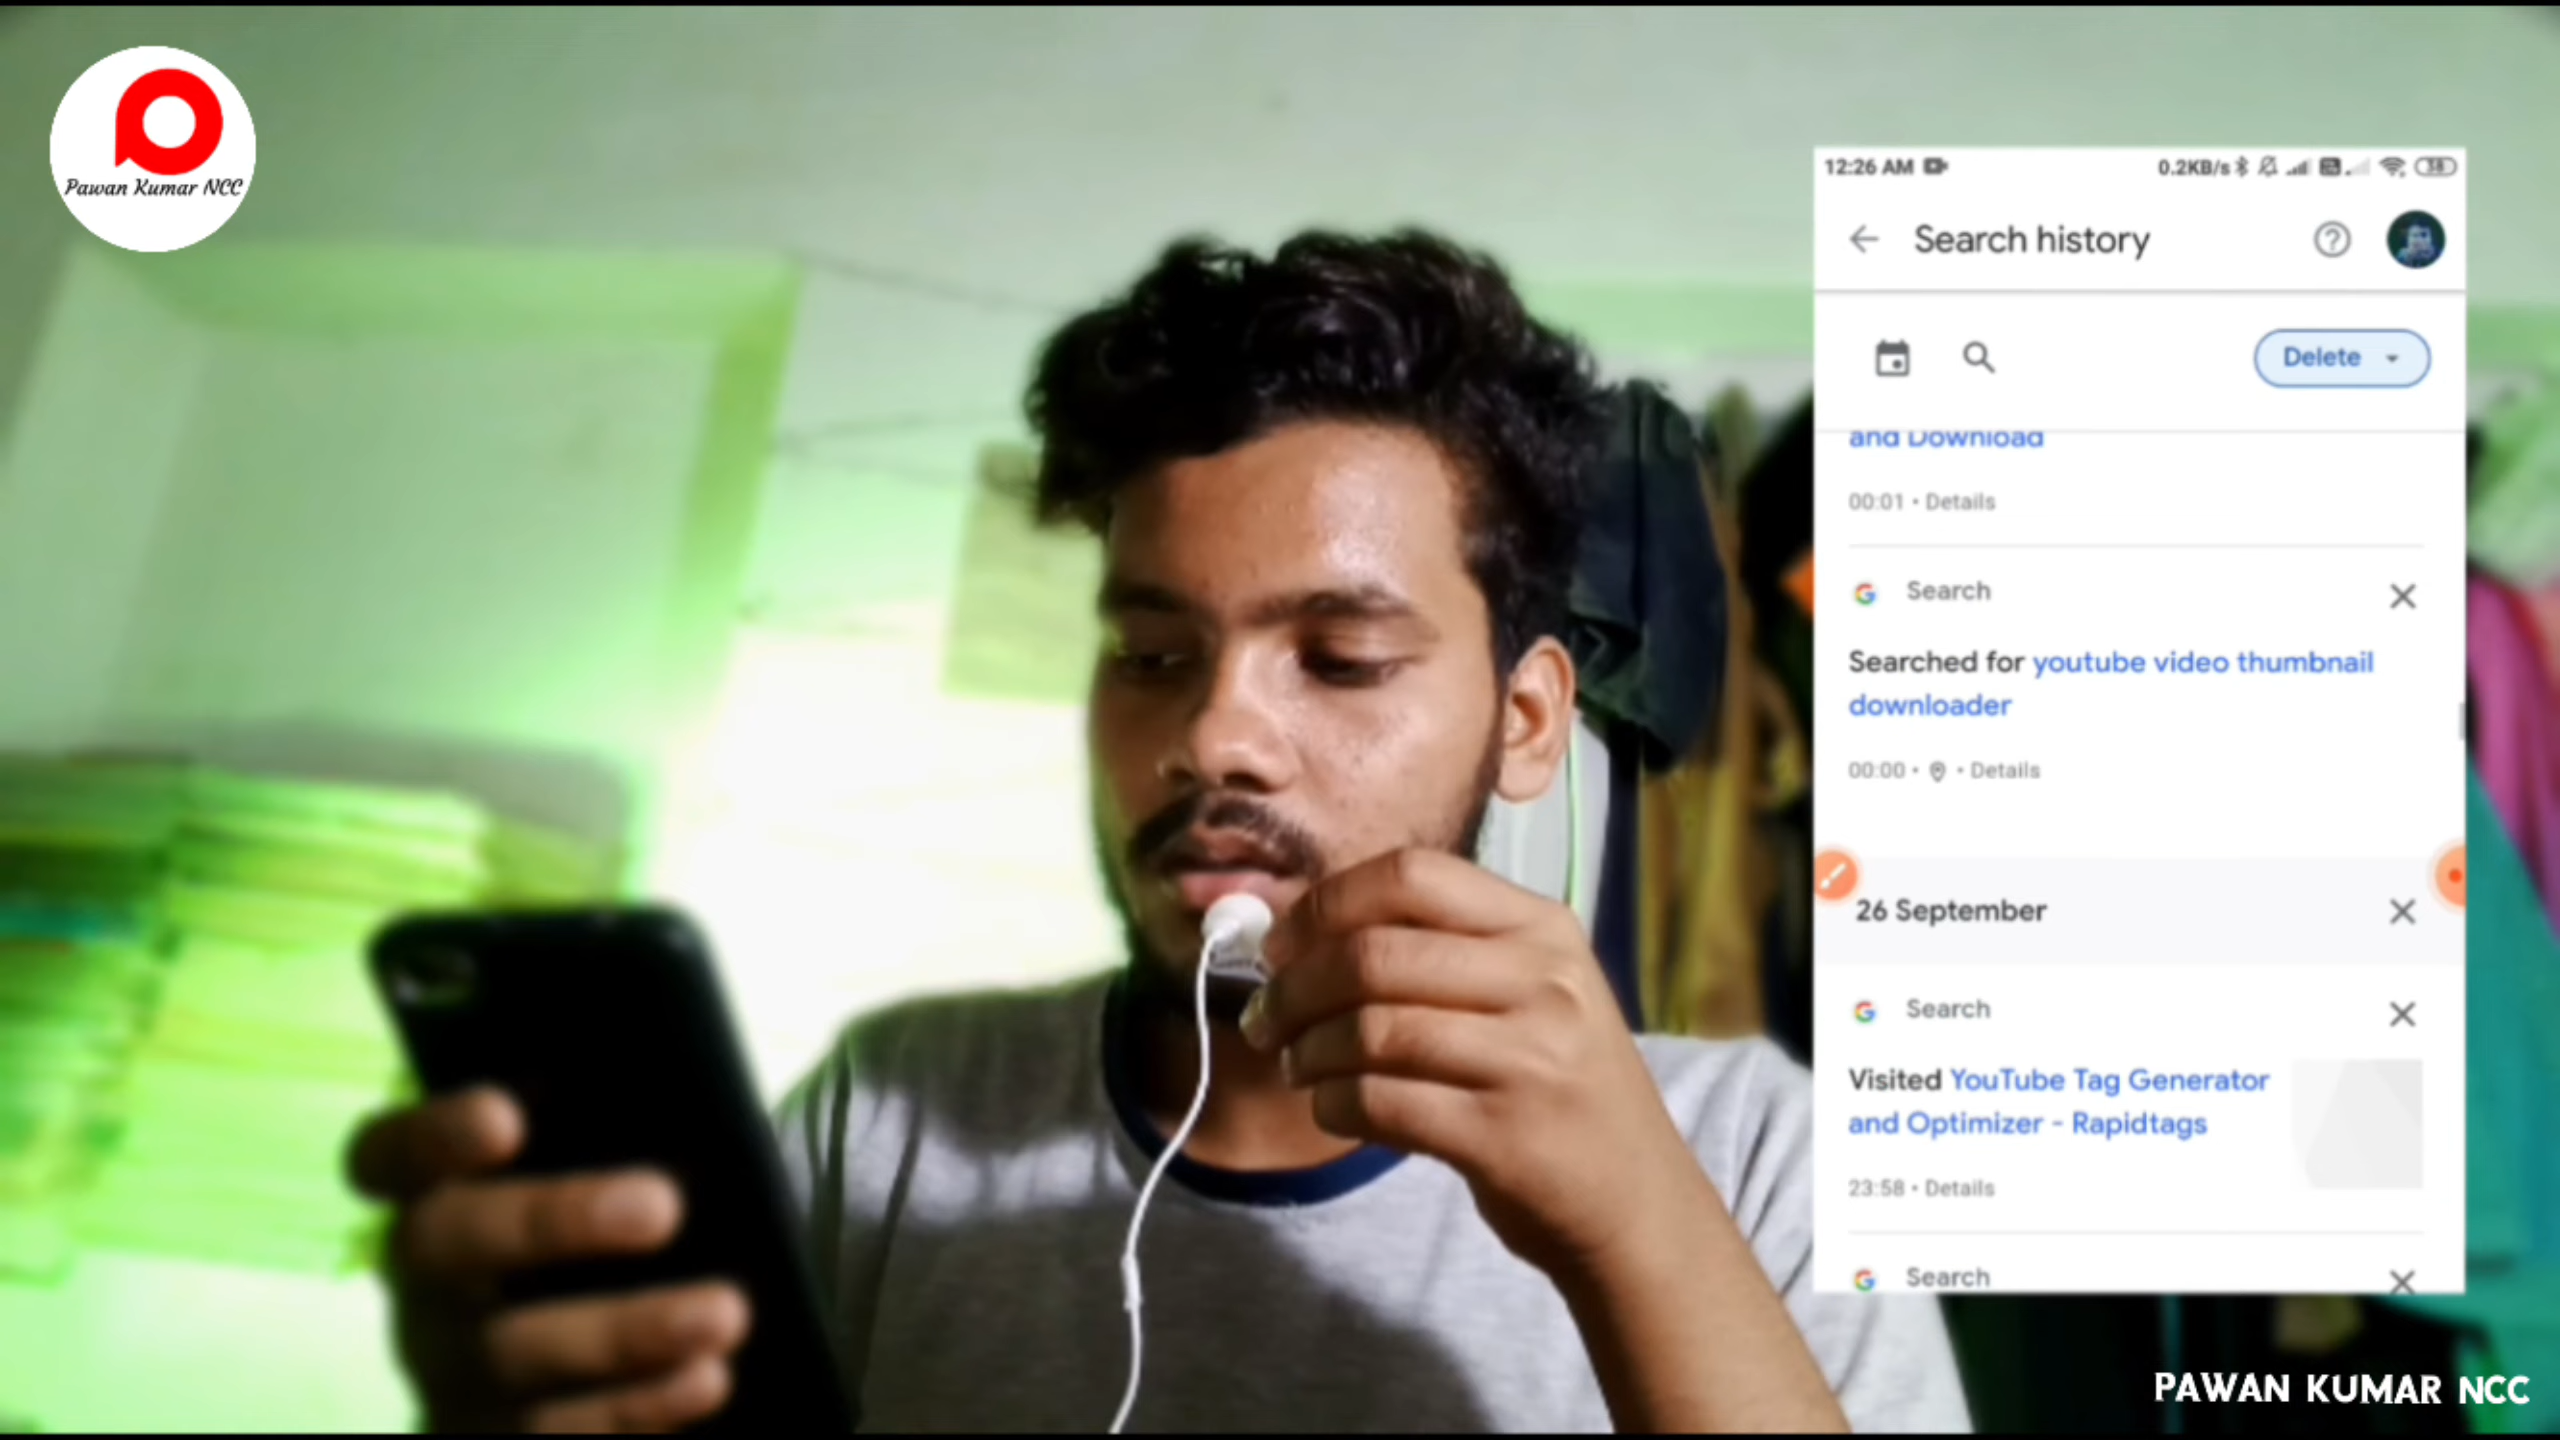 Pawan Kumar NCC
12:26 AM
0.2KB/s
38
Search history
Delete
and Download
00:01 • Details
Search
Searched for youtube video thumbnail
downloader
00:00 • • Details
26 September
Search
Visited YouTube Tag Generator
and Optimizer - Rapidtags
23:58 • Details
Search
PAWAN KUMAR NCC